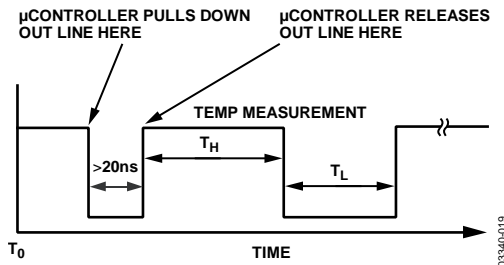 µCONTROLLER PULLS DOWN
OUT LINE HERE
µCONTROLLER RELEASES
OUT LINE HERE
TEMP MEASUREMENT
TH
>20ns
TL
T0
TIME
03340-019